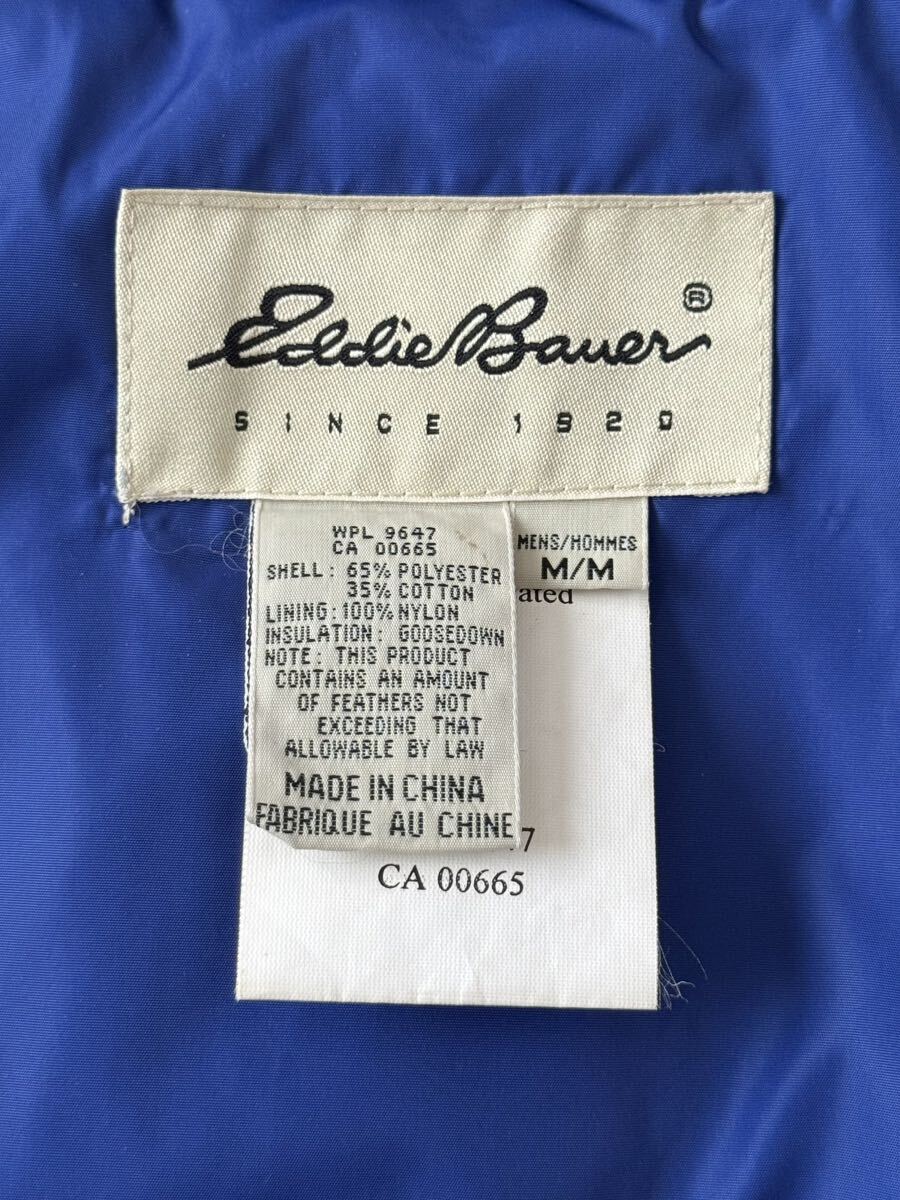 Eddie Bauer®
SINCE 1920
WPL 9647
CA 00665
SHELL: 65% POLYESTER
35% COTTON
LINING: 100% NYLON
INSULATION: GOOSEDOWN
NOTE: THIS PRODUCT
CONTAINS AN AMOUNT
OF FEATHERS NOT
EXCEEDING THAT
ALLOWABLE BY LAW
MADE IN CHINA
FABRIQUE AU CHINE
MENS/HOMMES
M/M
ated
7
CA 00665